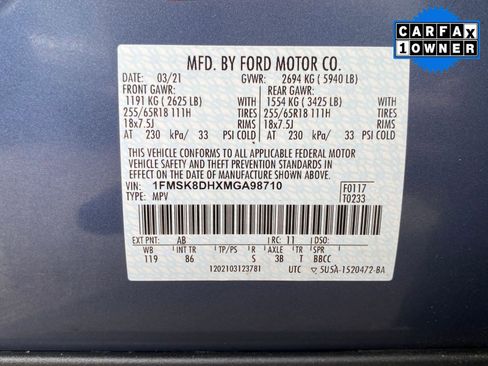 CARFAX
1 OWNER
MFD. BY FORD MOTOR CO.
DATE: 03/21 GVWR: 2694 KG ( 5940 LB)
FRONT GAWR: REAR GAWR:
1191 KG ( 2625 LB) 1554 KG ( 3425 LB)
255/65R18 111H TIRES 255/65R18 111H TIRES
18x7.5J RIMS 18x7.5J RIMS
AT 230 kPa/ 33 PSI COLD AT 230 kPa/ 33 PSI COLD
THIS VEHICLE CONFORMS TO ALL APPLICABLE FEDERAL MOTOR
VEHICLE SAFETY AND THEFT PREVENTION STANDARDS IN
EFFECT ON THE DATE OF MANUFACTURE SHOWN ABOVE.
VIN: 1FMSK8DHXMGA98710 F0117
TYPE: MPV T0233
EXT PNT: AB RC: 11 DSO:
WB INT TR TP/PS R AXLE TR SPR
119 86 S 3B T BBCC
1202103123781 UTC ▽ 5U5A-1520472-BA